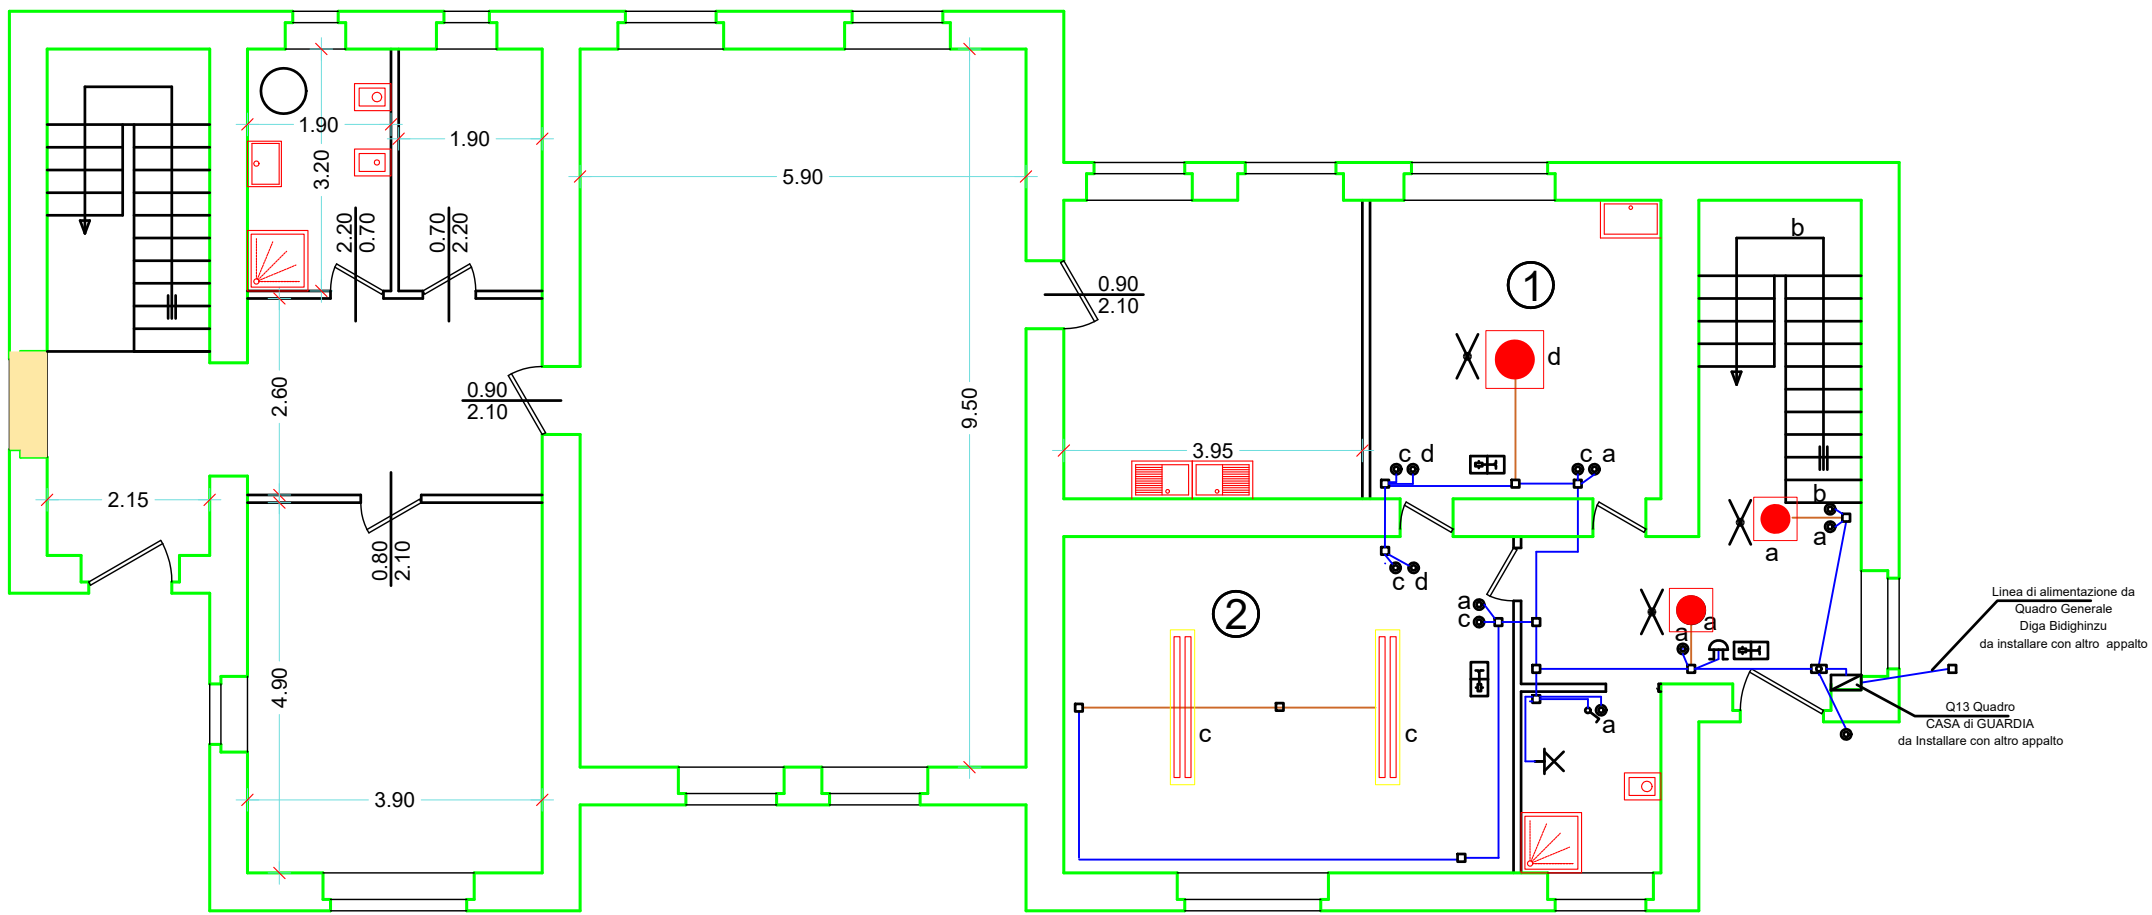 1.90
1.90
3.20
2.20
0.70
0.70
2.20
5.90
9.50
0.90
2.10
0.90
2.10
2.60
2.15
0.80
2.10
4.90
3.90
3.95
1
d
c d
c a
c d
2
a
c
c
c
b
b
a
a
a
a
a
Linea di alimentazione da
Quadro Generale
Diga Bidighinzu
da installare con altro appalto
Q13 Quadro
CASA di GUARDIA
da Installare con altro appalto